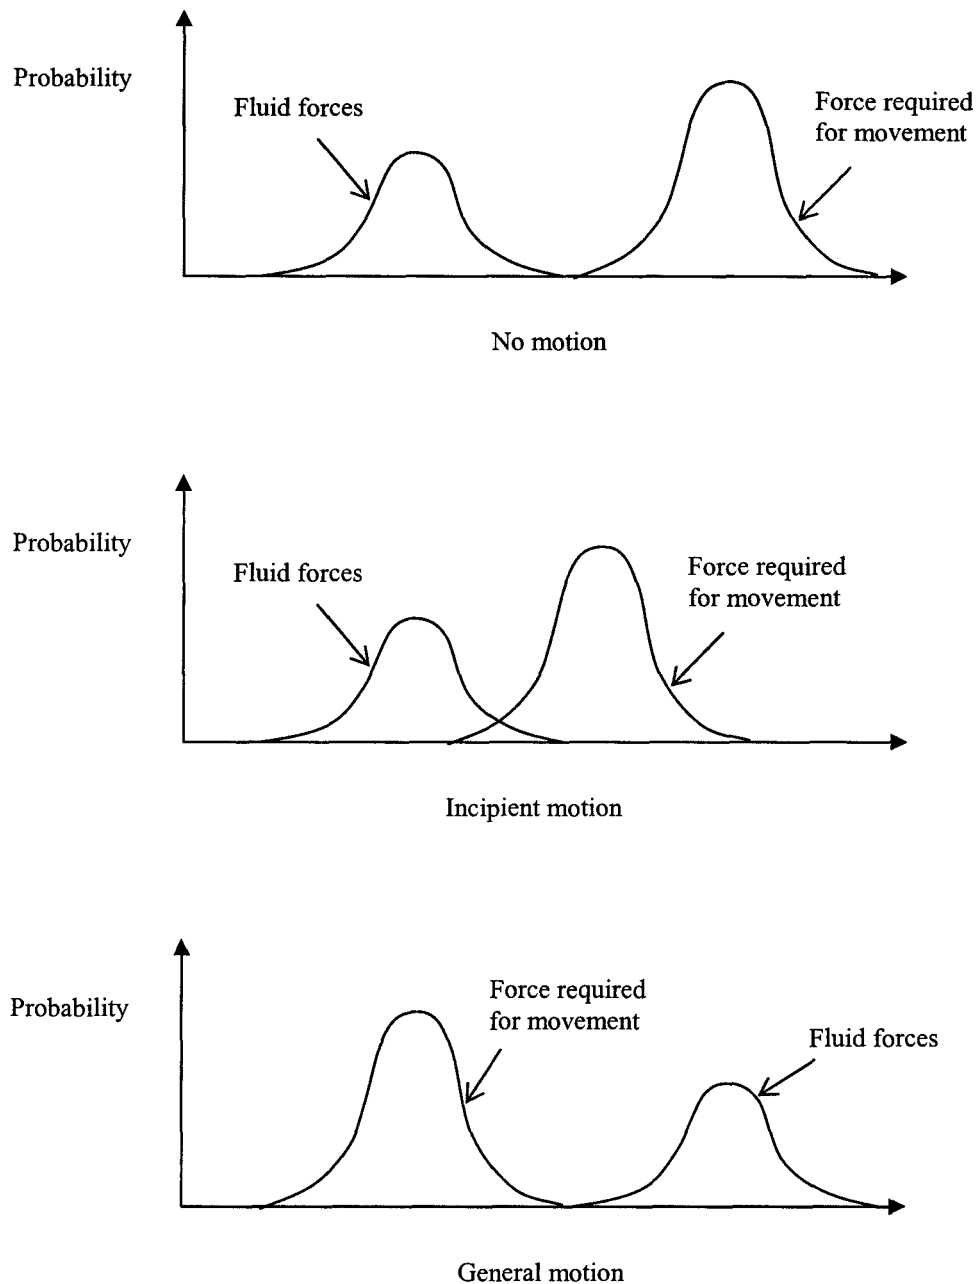 Probability
Fluid forces
Force required
for movement
No motion
Probability
Fluid forces
Force required
for movement
Incipient motion
Probability
Force required
for movement
Fluid forces
General motion